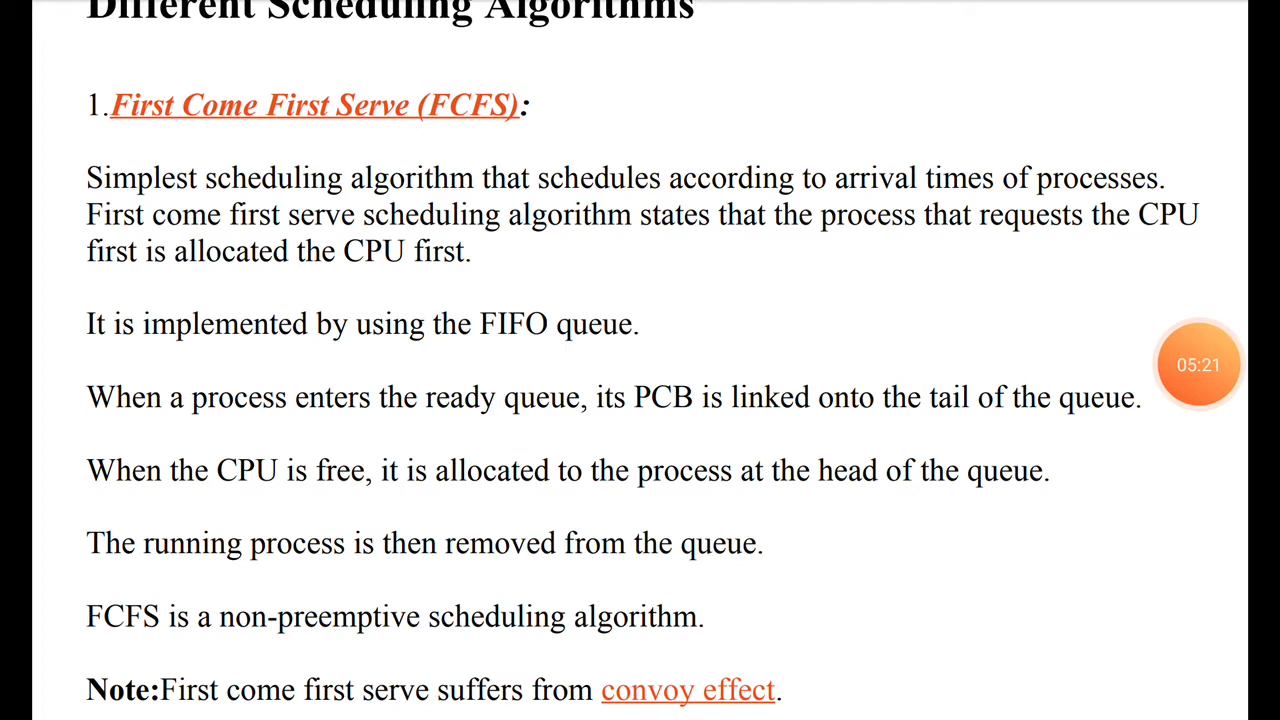 Different Scheduling Algorithms
1.First Come First Serve (FCFS):
Simplest scheduling algorithm that schedules according to arrival times of processes.
First come first serve scheduling algorithm states that the process that requests the CPU
first is allocated the CPU first.
It is implemented by using the FIFO queue.
When a process enters the ready queue, its PCB is linked onto the tail of the queue.
05:21
When the CPU is free, it is allocated to the process at the head of the queue.
The running process is then removed from the queue.
FCFS is a non-preemptive scheduling algorithm.
Note:First come first serve suffers from convoy effect.